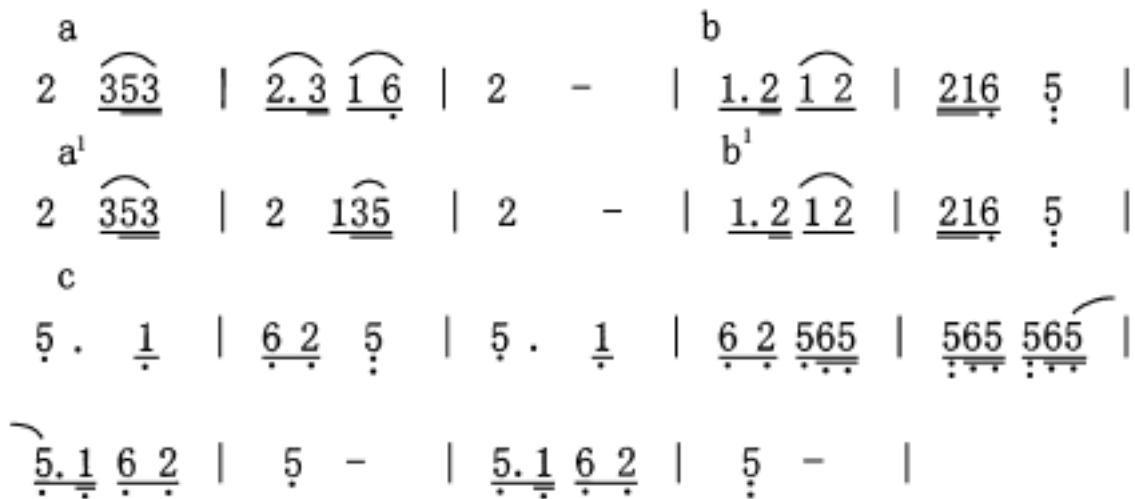 a b
2 353 | 2.3 1 6 | 2 － | 1.2 1 2 | 216 5 |
a¹ b¹
2 353 | 2 135 | 2 － | 1.2 1 2 | 216 5 |
c
5 . 1 | 6 2 5 | 5 . 1 | 6 2 565 | 565 565 |
5.1 6 2 | 5 － | 5.1 6 2 | 5 － |